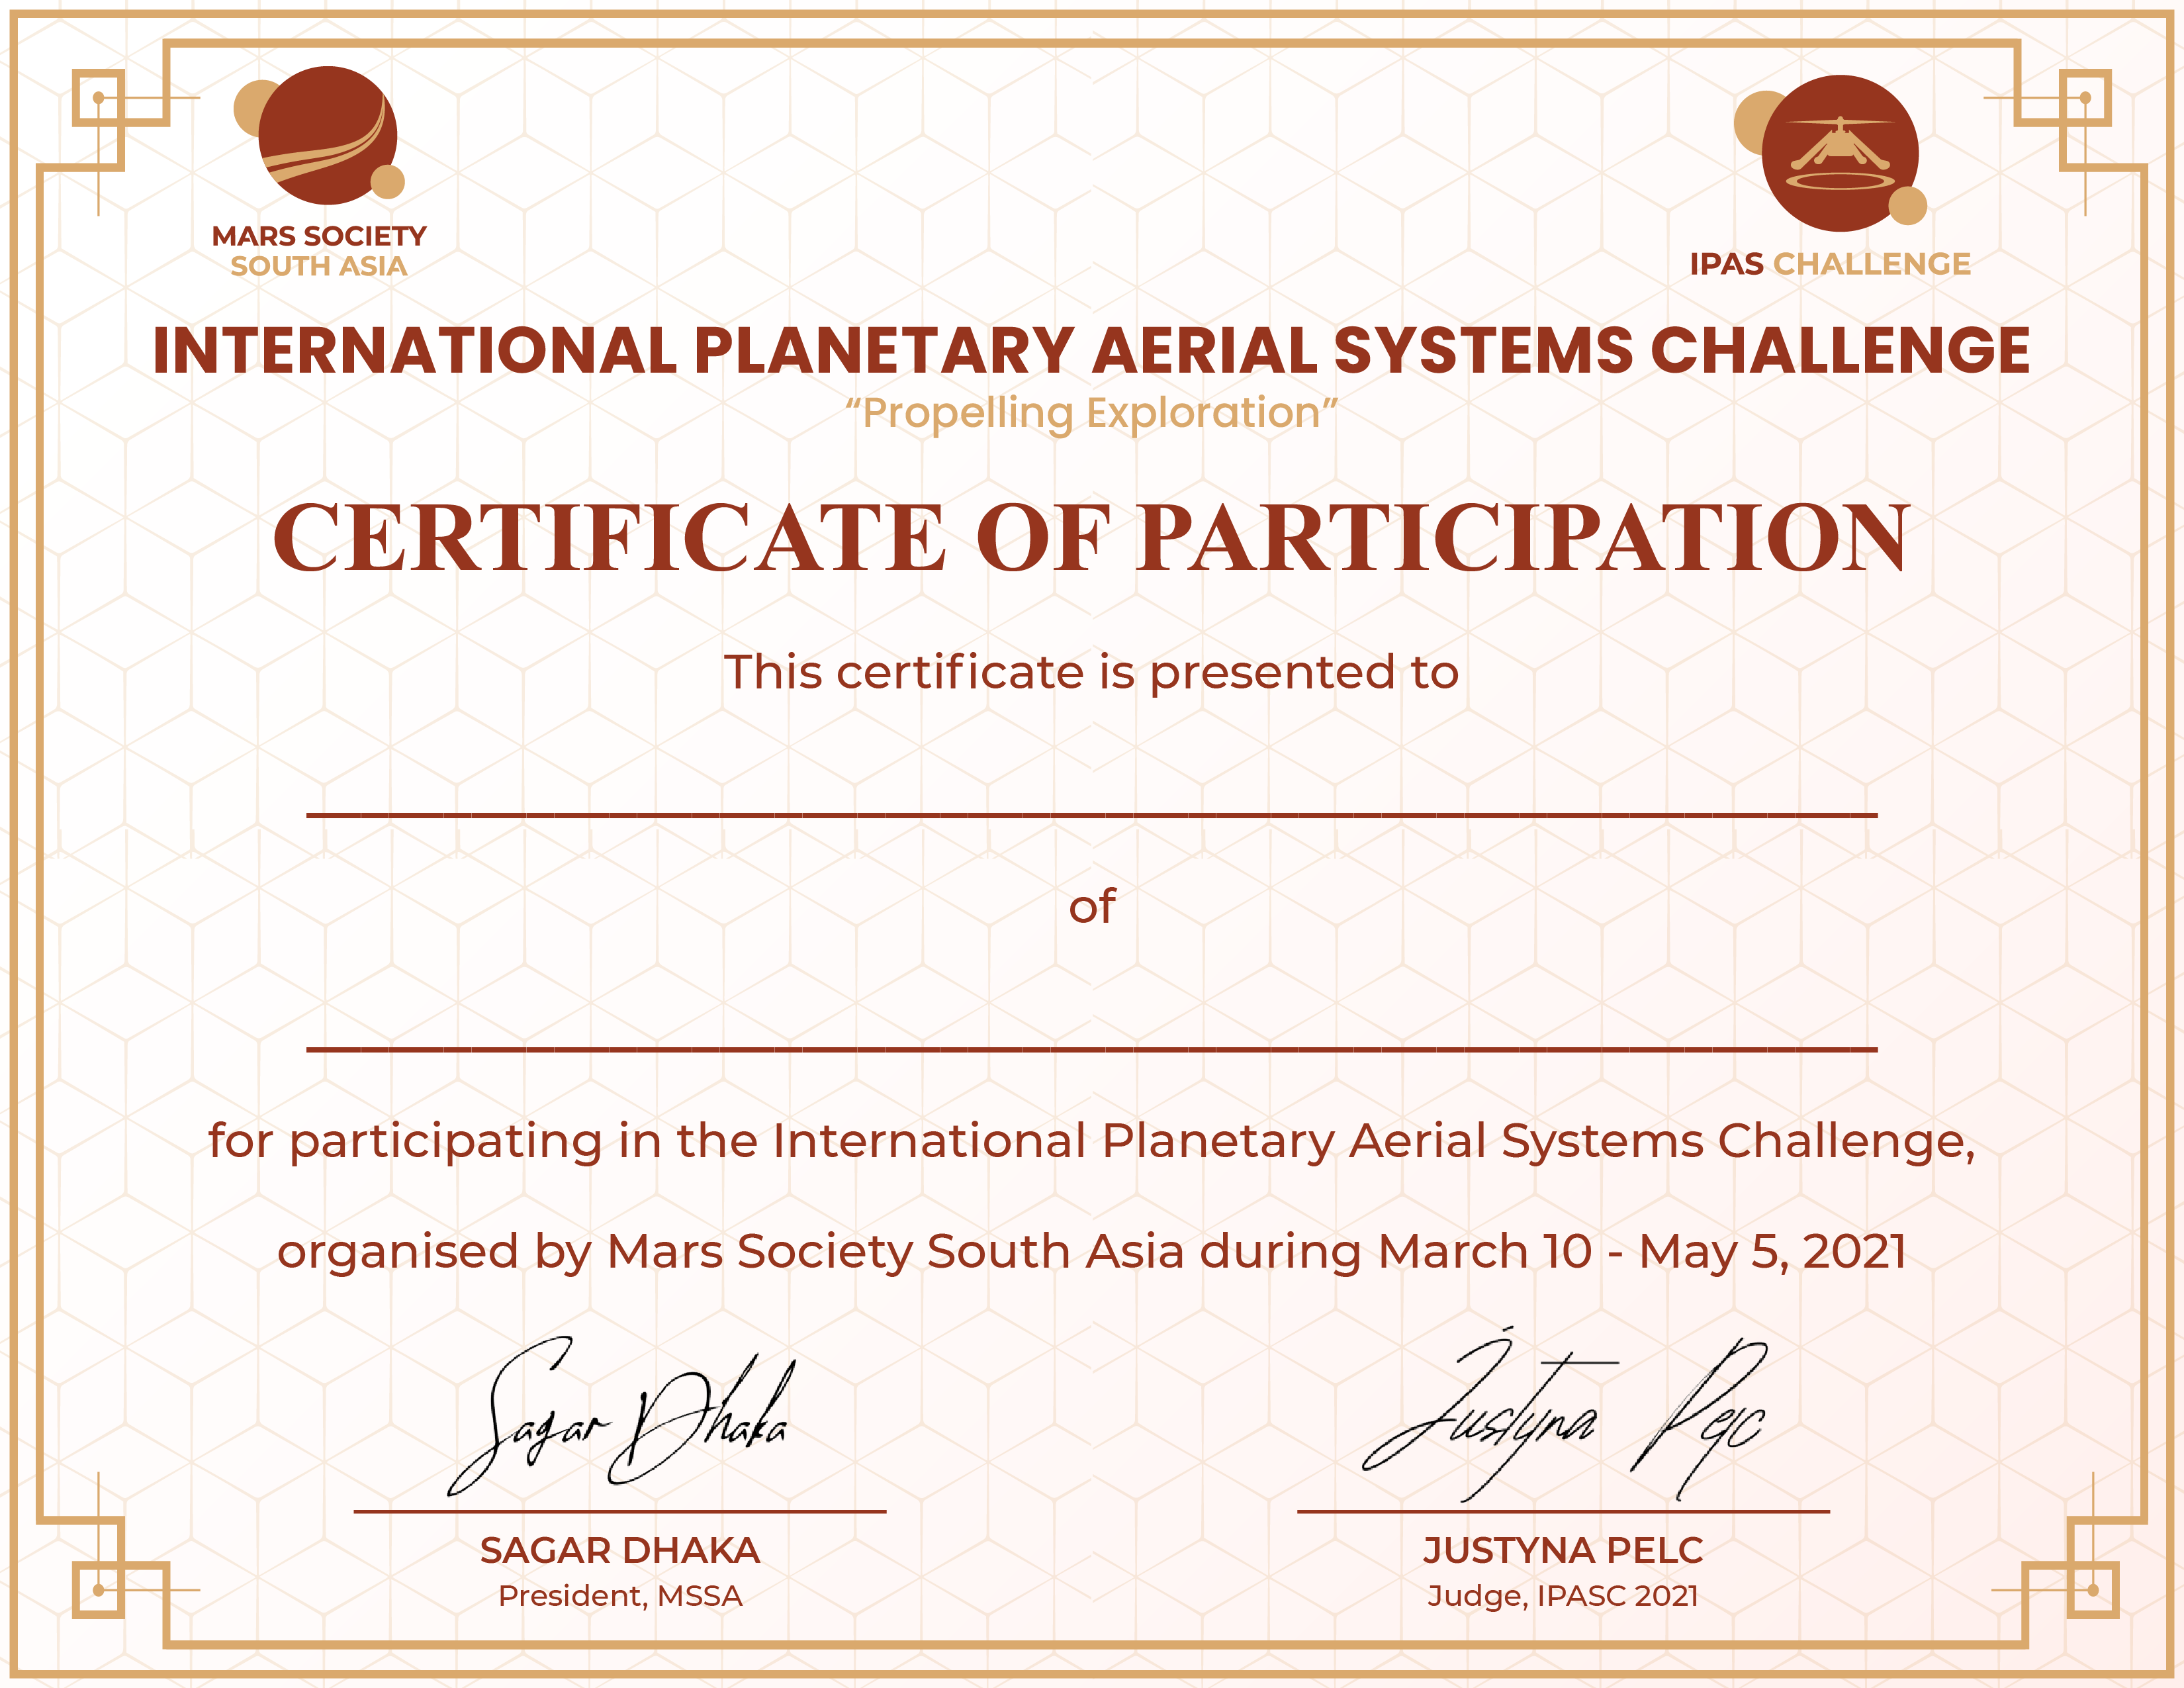 MARS SOCIETY
SOUTH ASIA
IPAS CHALLENGE
INTERNATIONAL PLANETARY AERIAL SYSTEMS CHALLENGE
“Propelling Exploration”
CERTIFICATE OF PARTICIPATION
This certificate is presented to
of
for participating in the International Planetary Aerial Systems Challenge,
organised by Mars Society South Asia during March 10 - May 5, 2021
Sagar Dhaka
Justyna Pelc
SAGAR DHAKA
President, MSSA
JUSTYNA PELC
Judge, IPASC 2021